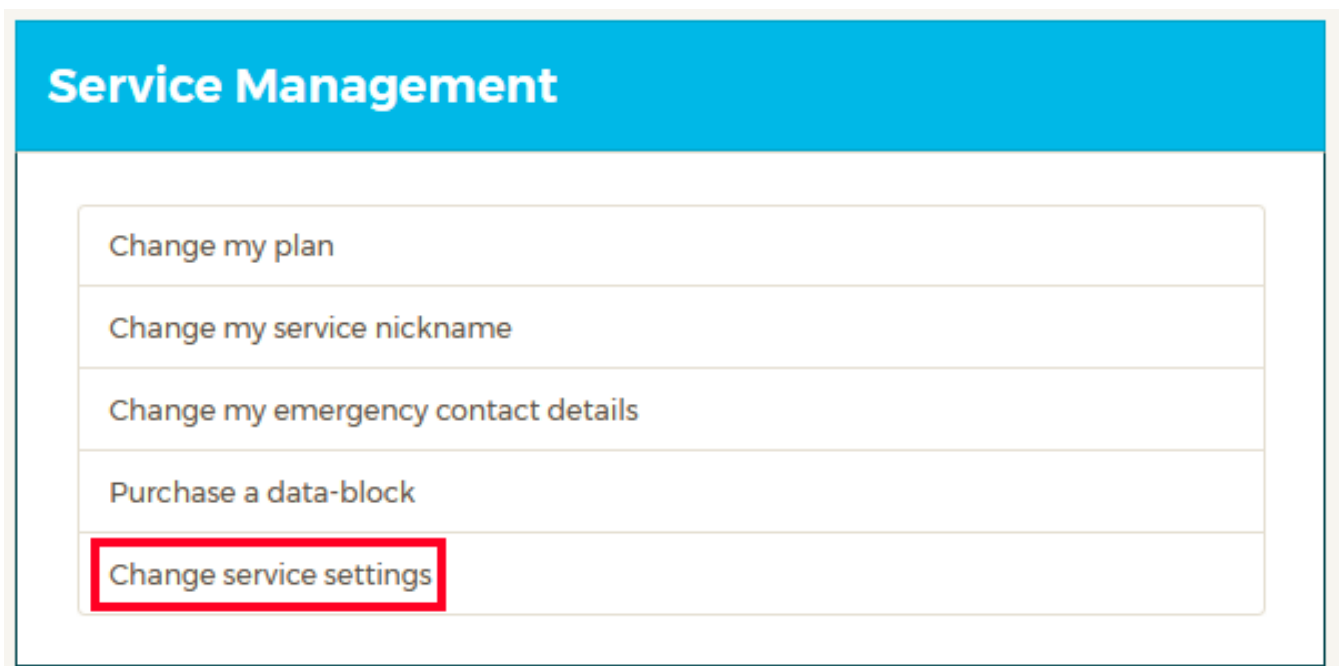 Service Management
Change my plan
Change my service nickname
Change my emergency contact details
Purchase a data-block
Change service settings